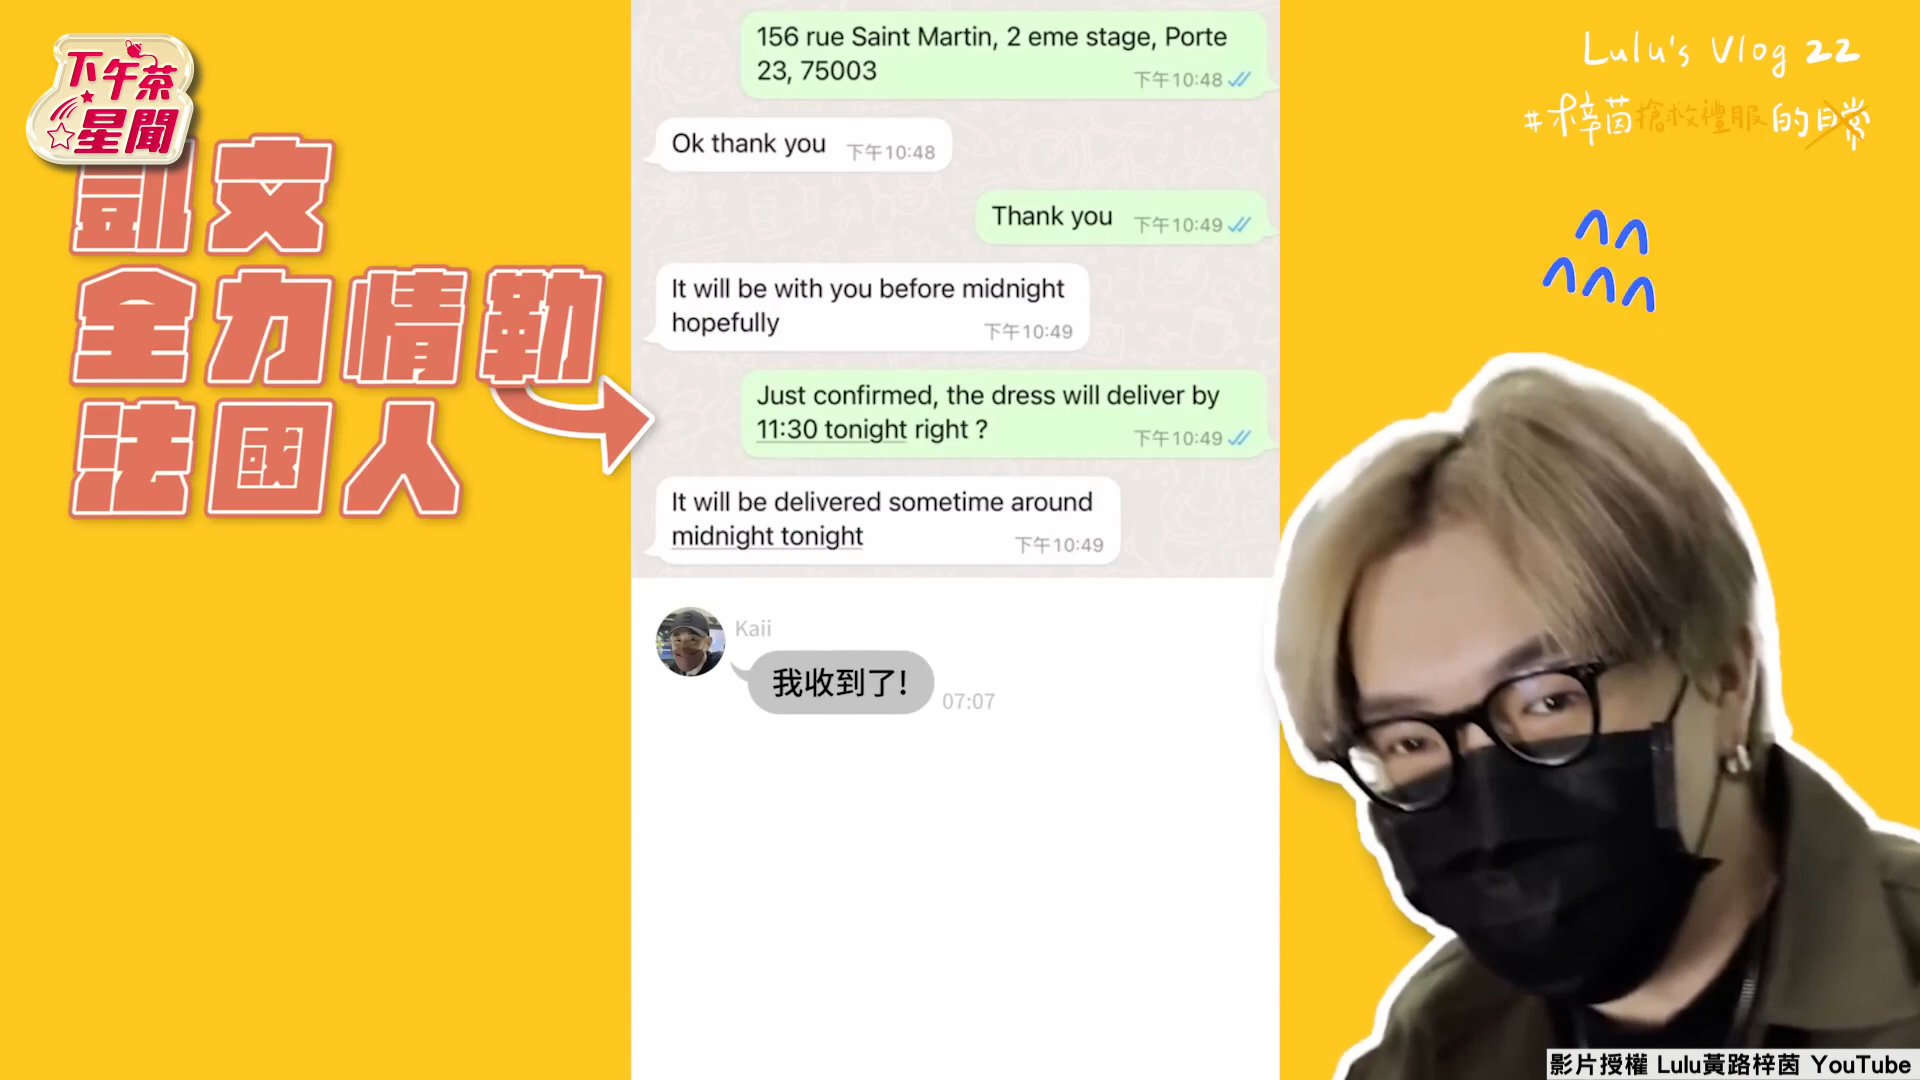 下午茶
星聞
凱文
全力情勒
法國人
156 rue Saint Martin, 2 eme stage, Porte
23, 75003
下午10:48
Ok thank you 下午10:48
Thank you 下午10:49
It will be with you before midnight
hopefully 下午10:49
Just confirmed, the dress will deliver by
11:30 tonight right ? 下午10:49
It will be delivered sometime around
midnight tonight 下午10:49
Kaii
我收到了!
07:07
Lulu's Vlog 22
#梓茵搶救禮服的日常
影片授權 Lulu黃路梓茵 YouTube